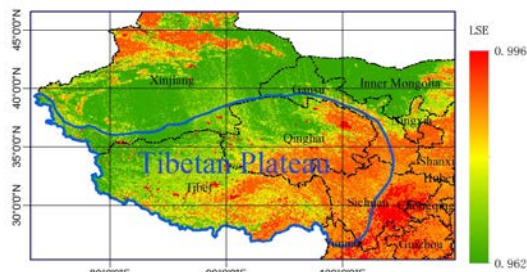 LSE
0.996
45°0'0"N
Xinjiang
40°0'0"N
Gansu
Inner Mongolia
Ningxia
Qinghai
35°0'0"N
Tibetan Plateau
Shanxi
Tibet
Hubei
Sichuan
Chongqing
30°0'0"N
Yunnan
Guizhou
0.962